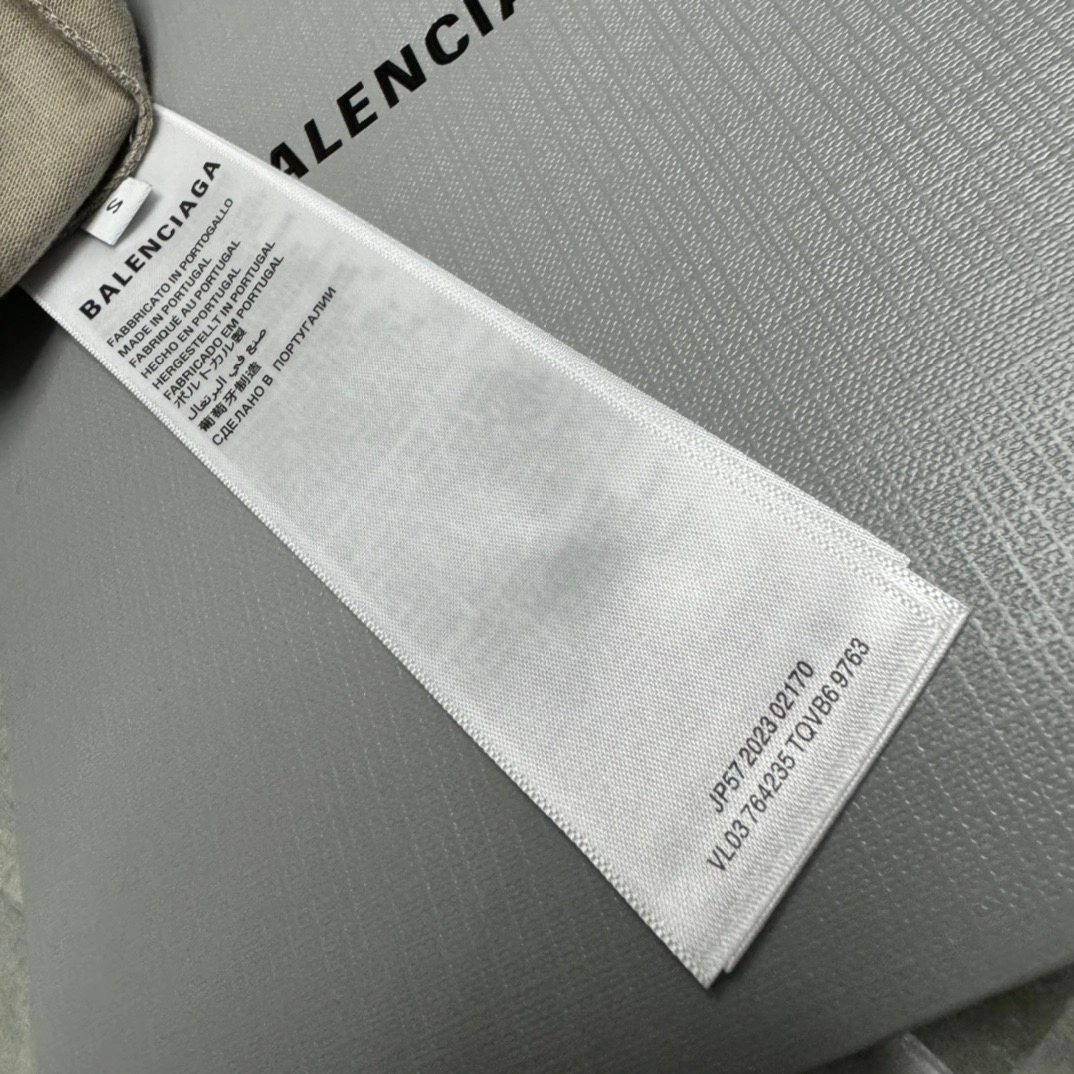 BALENCIA
S
BALENCIAGA
FABBRICATO IN PORTOGALLO
MADE IN PORTUGAL
FABRIQUÉ AU PORTUGAL
HECHO EN PORTUGAL
HERGESTELLT IN PORTUGAL
FABRICADO EM PORTUGAL
ポルトガル製
صنع في البرتغال
葡萄牙制造
СДЕЛАНО В ПОРТУГАЛИИ
JP57 2023 02170
VL03 764235 TQVB6 9763